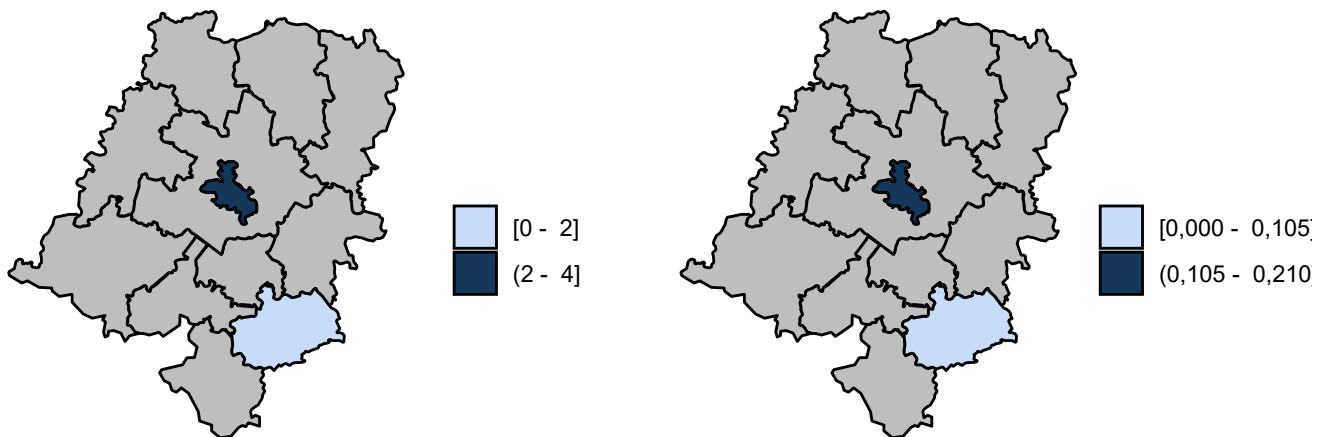 [0 - 2]
(2 - 4]
[0,000 - 0,105]
(0,105 - 0,210]